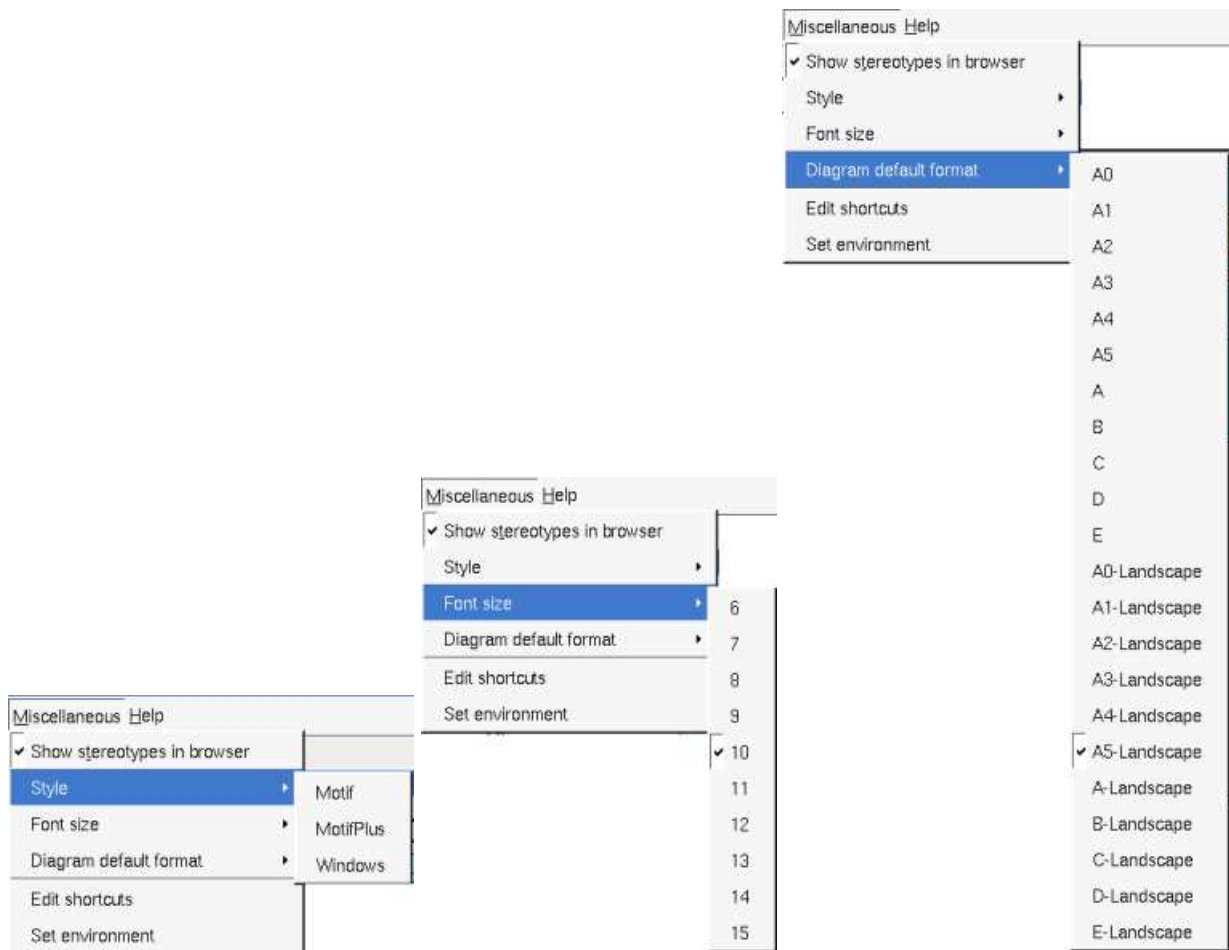 Miscellaneous Help
Show stereotypes in browser
Style
Font size
Diagram default format
Edit shortcuts
Set environment
Motif
MotifPlus
Windows
Miscellaneous Help
Show stereotypes in browser
Style
Font size
Diagram default format
Edit shortcuts
Set environment
6
7
8
9
10
11
12
13
14
15
Miscellaneous Help
Show stereotypes in browser
Style
Font size
Diagram default format
Edit shortcuts
Set environment
A0
A1
A2
A3
A4
A5
A
B
C
D
E
A0-Landscape
A1-Landscape
A2-Landscape
A3-Landscape
A4-Landscape
A5-Landscape
A-Landscape
B-Landscape
C-Landscape
D-Landscape
E-Landscape